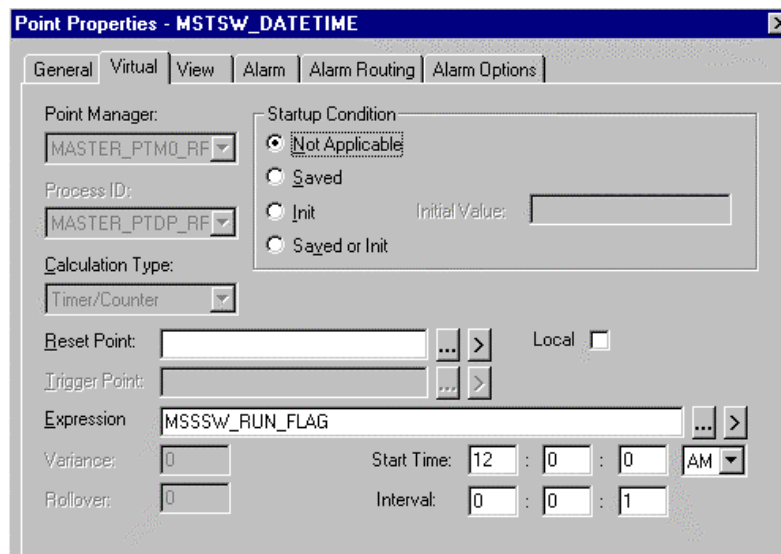 Point Properties - MSTSW_DATETIME
General Virtual View Alarm Alarm Routing Alarm Options
Point Manager:
MASTER_PTM0_RF
Process ID:
MASTER_PTDP_RF
Calculation Type:
Timer/Counter
Startup Condition
Not Applicable
Saved
Init Initial Value:
Saved or Init
Reset Point: ... > Local
Trigger Point: ... >
Expression MSSSW_RUN_FLAG ... >
Variance: 0 Start Time: 12 : 0 : 0 AM
Rollover: 0 Interval: 0 : 0 : 1